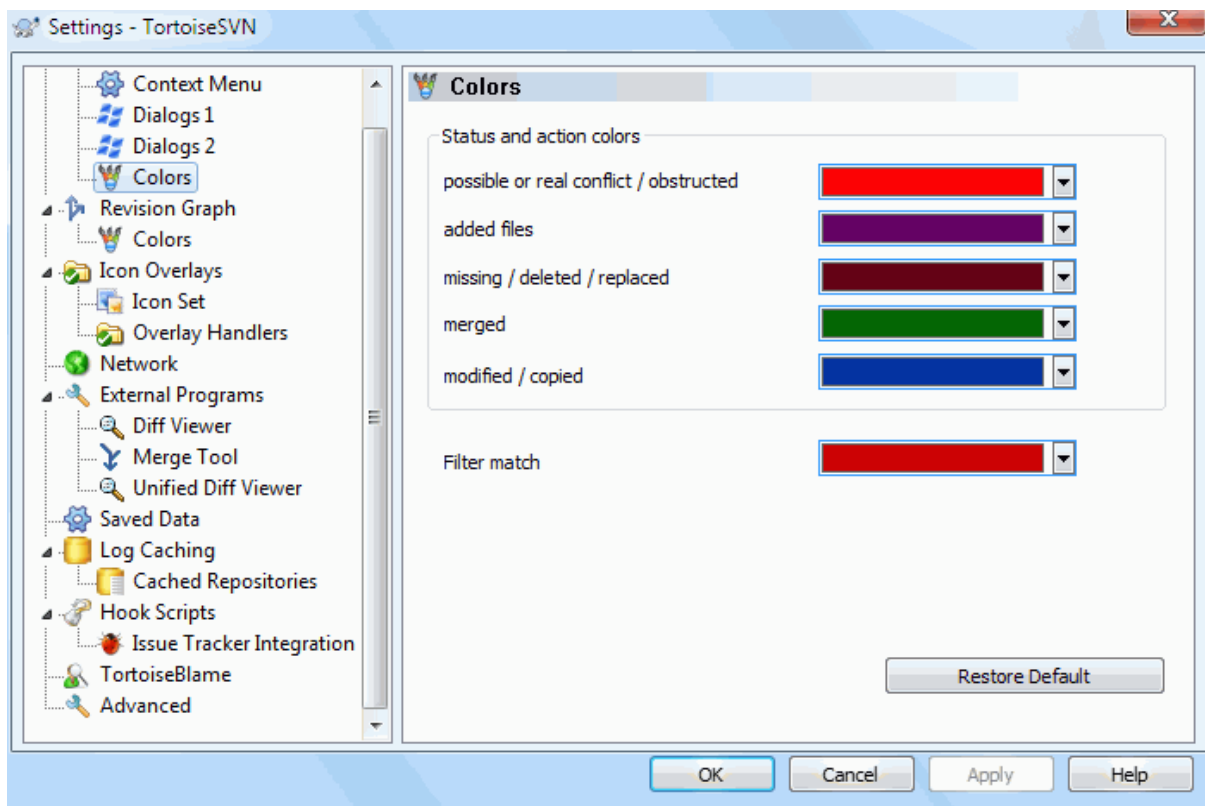 Settings - TortoiseSVN
Context Menu
Dialogs 1
Dialogs 2
Colors
Revision Graph
Colors
Icon Overlays
Icon Set
Overlay Handlers
Network
External Programs
Diff Viewer
Merge Tool
Unified Diff Viewer
Saved Data
Log Caching
Cached Repositories
Hook Scripts
Issue Tracker Integration
TortoiseBlame
Advanced
Colors
Status and action colors
possible or real conflict / obstructed
added files
missing / deleted / replaced
merged
modified / copied
Filter match
Restore Default
OK
Cancel
Apply
Help